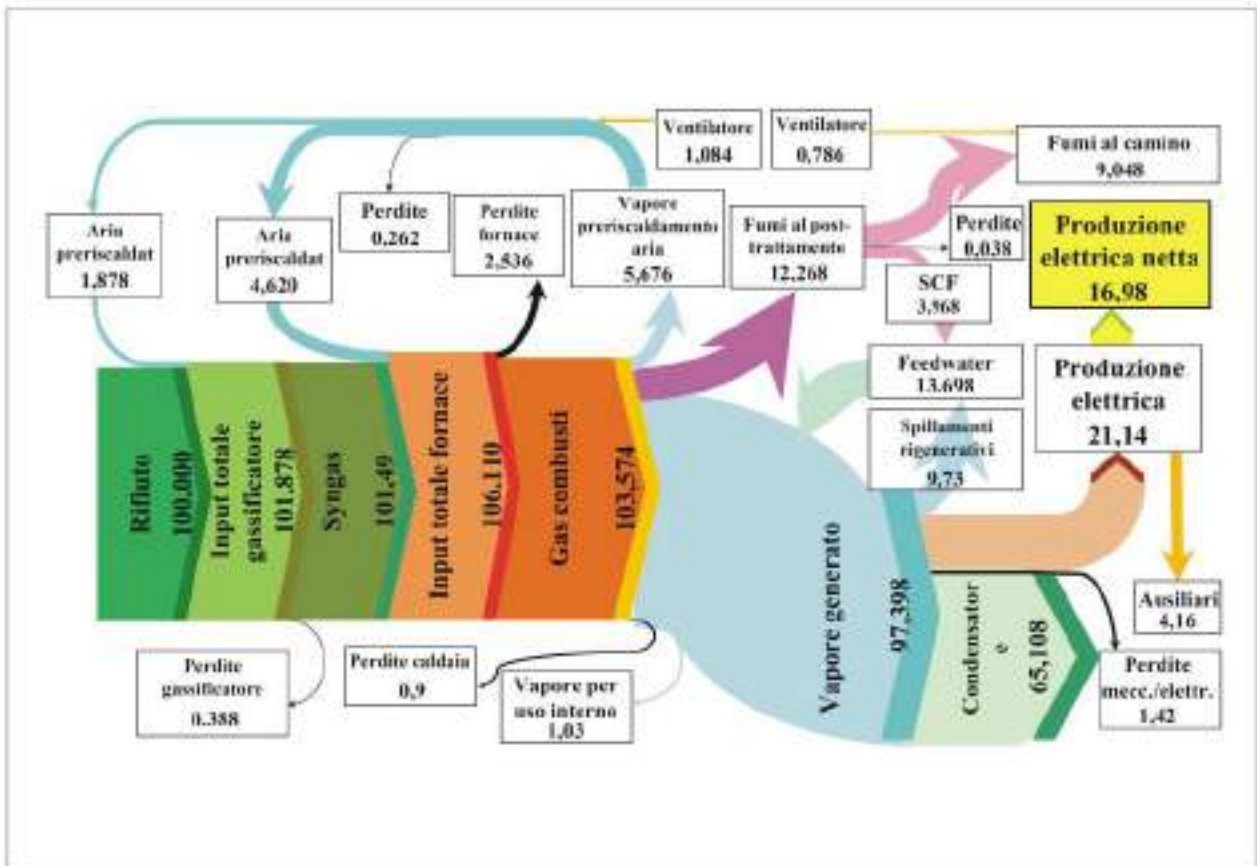 Ventilatore
1,084
Ventilatore
0,786
Fumi al camino
9,048
Aria
preriscaldat
1,878
Aria
preriscaldat
4,620
Perdite
0,262
Perdite
fornace
2,536
Vapore
preriscaldamento
aria
5,676
Fumi al post-
trattamento
12,268
Perdite
0,038
SCF
3,968
Produzione
elettrica netta
16,98
Feedwater
13.698
Spillamenti
rigenerativi
9,73
Produzione
elettrica
21,14
Rifiuto
100.000
Input totale
gassificatore
101.878
Syngas
101,49
Input totale fornace
106.110
Gas combusti
103,574
Vapore generato
97,398
Condensator
e
65,108
Ausiliari
4,16
Perdite
mecc./elettr.
1,42
Perdite
gassificatore
0.388
Perdite caldaia
0,9
Vapore per
uso interno
1,03